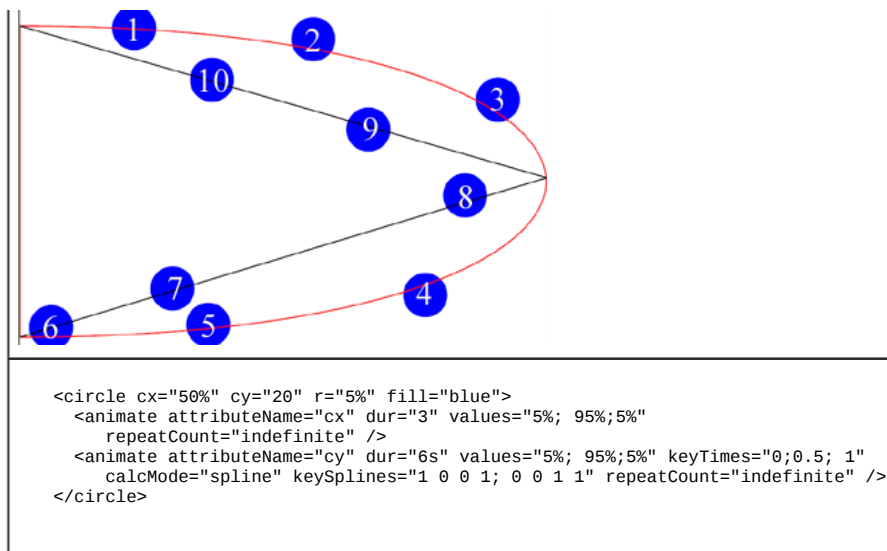 1
2
3
10
9
8
7
4
6
5
<circle cx="50%" cy="20" r="5%" fill="blue">
<animate attributeName="cx" dur="3" values="5%; 95%;5%"
repeatCount="indefinite" />
<animate attributeName="cy" dur="6s" values="5%; 95%;5%" keyTimes="0;0.5; 1"
calcMode="spline" keySplines="1 0 0 1; 0 0 1 1" repeatCount="indefinite" />
</circle>